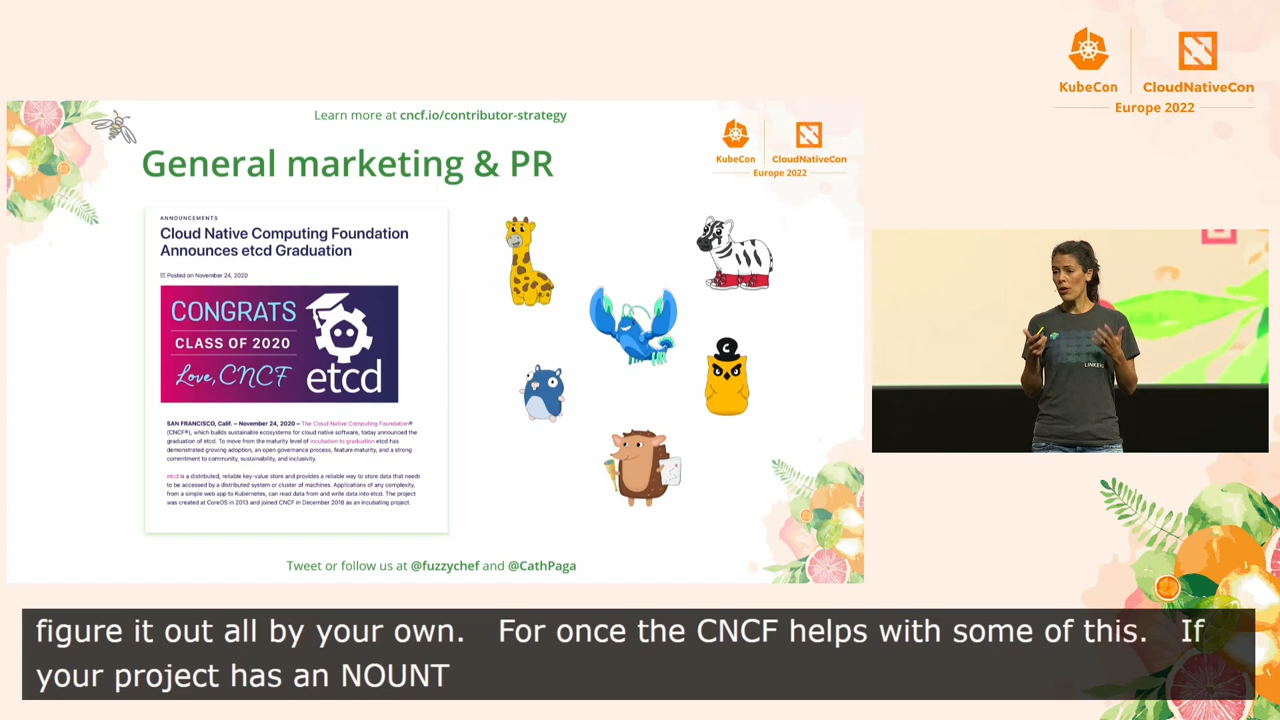 KubeCon
CloudNativeCon
Europe 2022
Learn more at cncf.io/contributor-strategy
General marketing & PR
KubeCon
CloudNativeCon
Europe 2022
ANNOUNCEMENTS
Cloud Native Computing Foundation
Announces etcd Graduation
Posted on November 24, 2020
CONGRATS
CLASS OF 2020
Love, CNCF
etcd
SAN FRANCISCO, Calif. – November 24, 2020 – The Cloud Native Computing Foundation®
(CNCF®), which builds sustainable ecosystems for cloud native software, today announced the
graduation of etcd. To move from the maturity level of incubation to graduation etcd has
demonstrated growing adoption, an open governance process, feature maturity, and a strong
commitment to community, sustainability, and inclusivity.
etcd is a distributed, reliable key-value store and provides a reliable way to store data that needs
to be accessed by a distributed system or cluster of machines. Applications of any complexity,
from a simple web app to Kubernetes, can read data from and write data into etcd. The project
was created at CoreOS in 2013 and joined CNCF in December 2018 as an incubating project.
C
Tweet or follow us at @fuzzychef and @CathPaga
figure it out all by your own. For once the CNCF helps with some of this. If
your project has an NOUNT